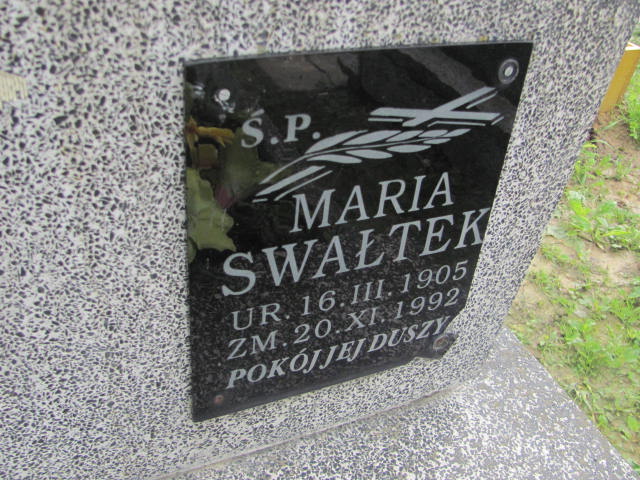 Ś.P.
MARIA
SWAŁTEK
UR. 16. III. 1905
ZM. 20. XI. 1992
POKÓJ JEJ DUSZY